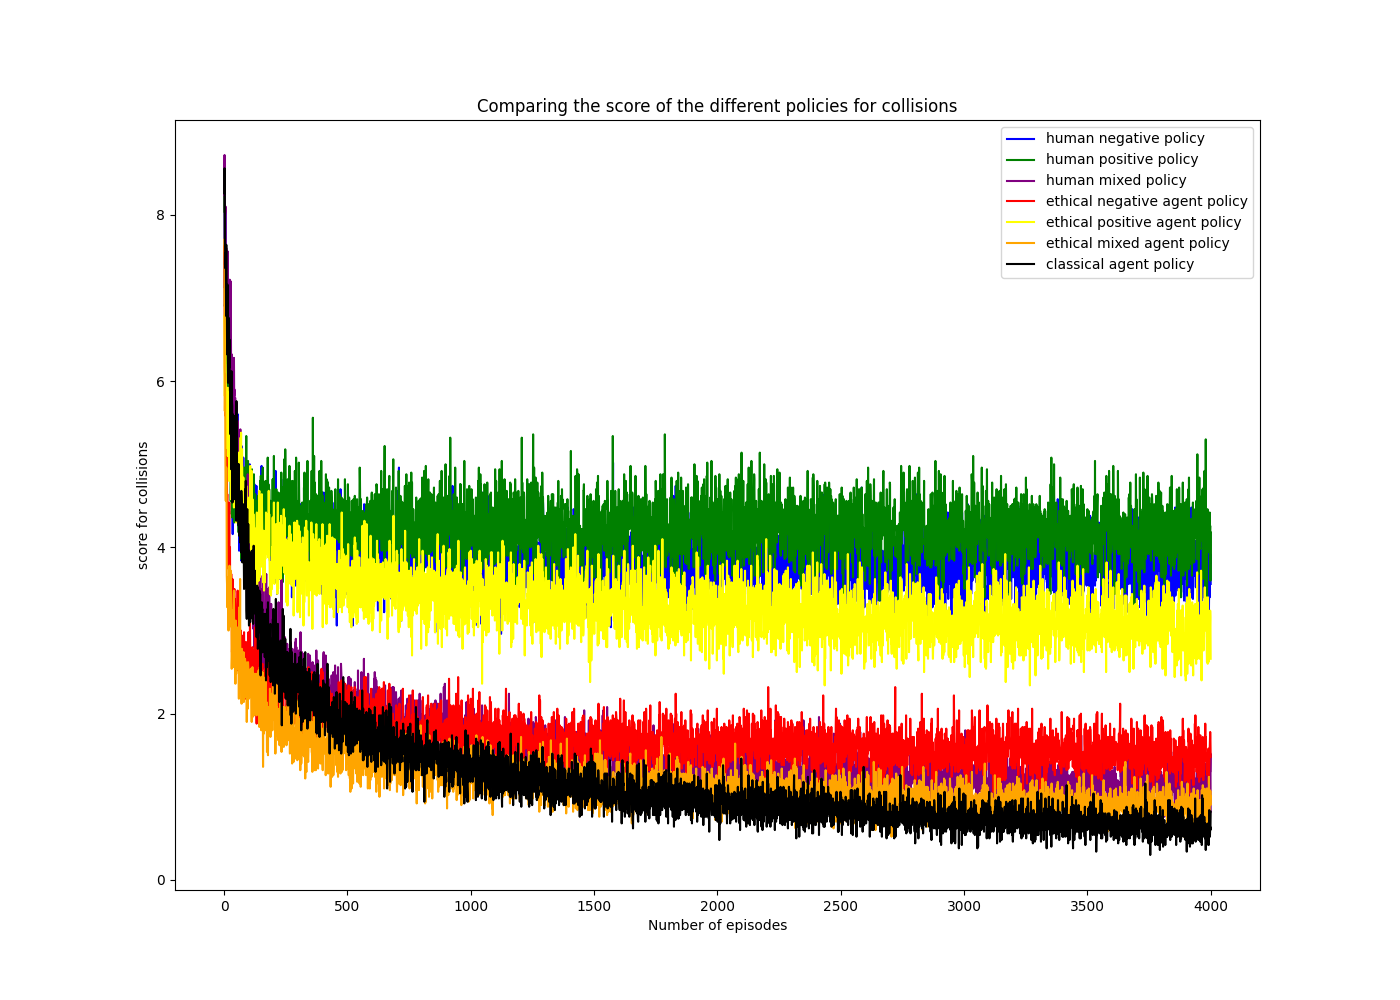 Comparing the score of the different policies for collisions
human negative policy
human positive policy
human mixed policy
ethical negative agent policy
ethical positive agent policy
ethical mixed agent policy
classical agent policy
score for collisions
8
6
4
2
0
0 500 1000 1500 2000 2500 3000 3500 4000
Number of episodes